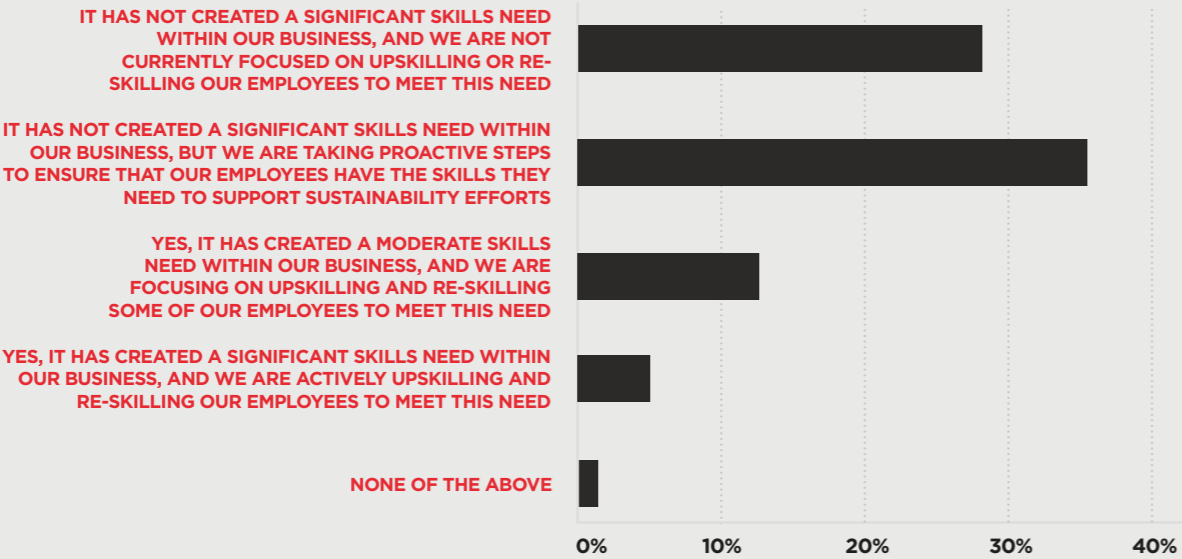 IT HAS NOT CREATED A SIGNIFICANT SKILLS NEED
WITHIN OUR BUSINESS, AND WE ARE NOT
CURRENTLY FOCUSED ON UPSKILLING OR RE-
SKILLING OUR EMPLOYEES TO MEET THIS NEED
IT HAS NOT CREATED A SIGNIFICANT SKILLS NEED WITHIN
OUR BUSINESS, BUT WE ARE TAKING PROACTIVE STEPS
TO ENSURE THAT OUR EMPLOYEES HAVE THE SKILLS THEY
NEED TO SUPPORT SUSTAINABILITY EFFORTS
YES, IT HAS CREATED A MODERATE SKILLS
NEED WITHIN OUR BUSINESS, AND WE ARE
FOCUSING ON UPSKILLING AND RE-SKILLING
SOME OF OUR EMPLOYEES TO MEET THIS NEED
YES, IT HAS CREATED A SIGNIFICANT SKILLS NEED WITHIN
OUR BUSINESS, AND WE ARE ACTIVELY UPSKILLING AND
RE-SKILLING OUR EMPLOYEES TO MEET THIS NEED
NONE OF THE ABOVE
0% 10% 20% 30% 40%